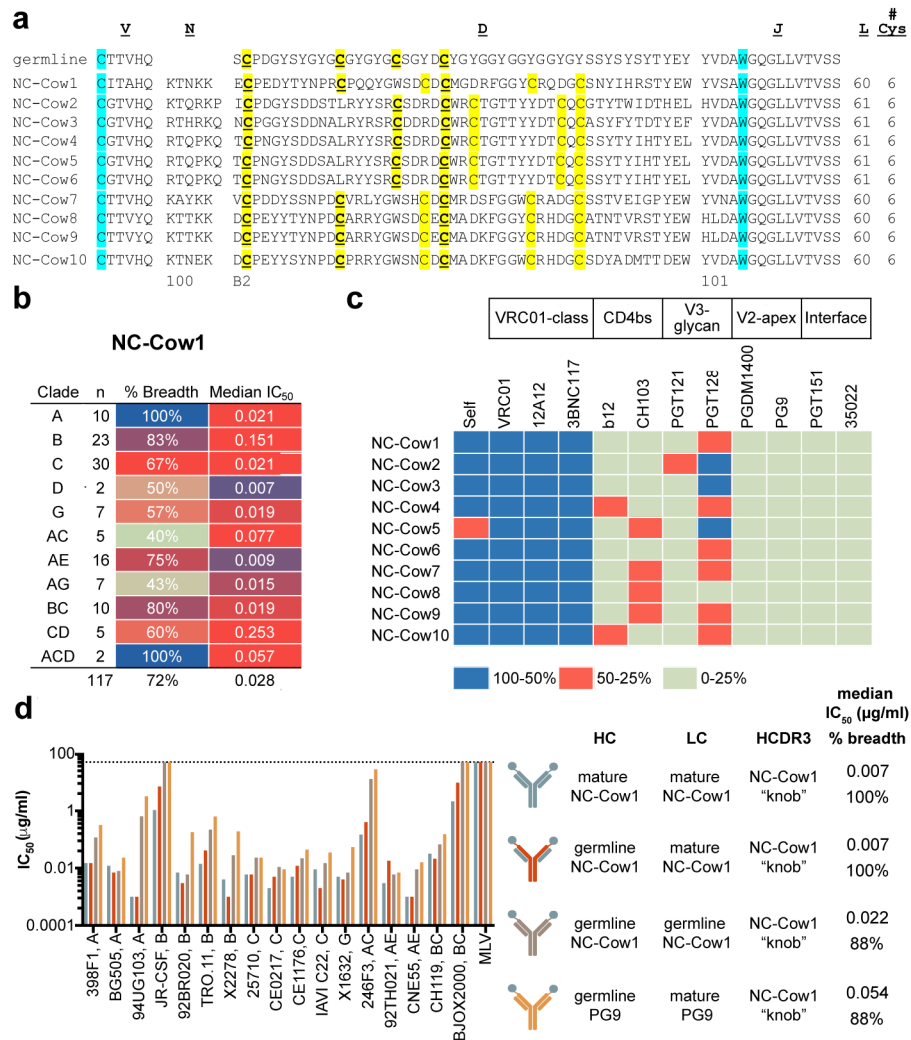 a
V N D J L # Cys
germline CTTVHQ SCPDGYSYGYGCGYGYGCSGYDCYGYGGYGGYGGYGYSSYSYTYEY YVDAWGQGLLVTVSS
NC-Cow1 CITAHQ KTNKK ECPEDYTYNPRCPQQYGWSDCDCMGDRFGGYGCRQDGCSNYIHRSTYEW YVSAWGQGLLVTVSS 60 6
NC-Cow2 CGTVHQ KTQRKP ICPDGYSDDSTLRYYSRCSDRDCWRCTGTTYYDTCQCGTYTWIDTHEL HVDAWGQGLLVTVSS 61 6
NC-Cow3 CGTVHQ RTHRKQ NCPGGYSDDNALRYYSRCDDRDCWRCTGTTYYDTCQCASYFYTDTFEY YVDAWGQGLLVTVSS 61 6
NC-Cow4 CGTVHQ RTQPKQ TCPNGYSDDSALRYYSRCSDRDCWRCTGTTYYDTCQCSSYTYIHTYEL YVDAWGQGLLVTVSS 61 6
NC-Cow5 CGTVHQ RTQPKQ TCPNGYSDDSALRYYSRCSDRDCWRCTGTTYYDTCQCSSYTYIHTYEL YVDAWGQGLLVTVSS 61 6
NC-Cow6 CGTVHQ RTQPKQ TCPNGYSDDSALRYYSRCSDRDCWRCTGTTYYDTCQCSSYTYIHTYEL YVDAWGQGLLVTVSS 61 6
NC-Cow7 CGTVHQ KAYKK VCPDDYSSNPDCVRLYGWSHCDCMRDSFGGWCRADGCSSTVEIGPYEW NVDAWGQGLLVTVSS 60 6
NC-Cow8 CTTVYQ KTTKK DCPEYYTYNPDCARRYGWSDCECMADKFGGYCRHDGCATNTVRSTYEW HLDAWGQGLLVTVSS 60 6
NC-Cow9 CTTVYQ KTTKK DCPEYYTYNPDCARRYGWSDCECMADKFGGYCRHDGCATNTVRSTYEW HLDAWGQGLLVTVSS 60 6
NC-Cow10 CTTVHQ KTNEK DCPEYYSYNPDCPRRYGWSNCDCMADKFGGWCRHDGCSDYADMTTDEW YVDAWGQGLLVTVSS 60 6
100 B2 101
b
NC-Cow1
Clade n % Breadth Median IC50
A 10 100% 0.021
B 23 83% 0.151
C 30 67% 0.021
D 2 50% 0.007
G 7 57% 0.019
AC 5 40% 0.077
AE 16 75% 0.009
AG 7 43% 0.015
BC 10 80% 0.019
CD 5 60% 0.253
ACD 2 100% 0.057
117 72% 0.028
c
VRC01-class CD4bs V3-glycan V2-apex Interface
Self VRC01 12A12 3BNC117 b12 CH103 PGT121 PGT128 PGDM1400 PG9 PGT151 35022
NC-Cow1
NC-Cow2
NC-Cow3
NC-Cow4
NC-Cow5
NC-Cow6
NC-Cow7
NC-Cow8
NC-Cow9
NC-Cow10
100-50% 50-25% 0-25%
d
IC50 (µg/ml)
100
1
0.01
0.0001
398F1, A
BG505, A
94UG103, A
JR-CSF, B
92BR020, B
TRO.11, B
X2278, B
25710, C
CE0217, C
CE1176,C
IAVI C22, C
X1632, G
246F3, AC
92TH021, AE
CNE55, AE
CH119, BC
BJOX2000, BC
MLV
HC LC HCDR3 median IC50 (µg/ml) % breadth
mature NC-Cow1 mature NC-Cow1 NC-Cow1 “knob” 0.007 100%
germline NC-Cow1 mature NC-Cow1 NC-Cow1 “knob” 0.007 100%
germline NC-Cow1 germline NC-Cow1 NC-Cow1 “knob” 0.022 88%
germline PG9 mature PG9 NC-Cow1 “knob” 0.054 88%